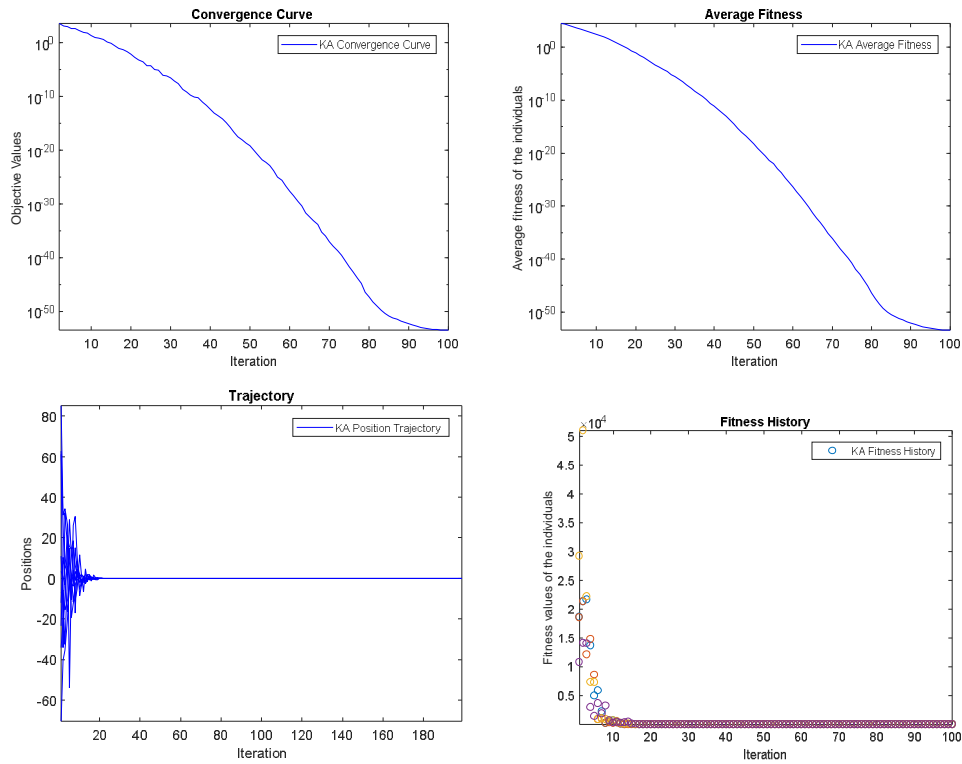 Convergence Curve
KA Convergence Curve
10^0
10^-10
10^-20
10^-30
10^-40
10^-50
Objective Values
10 20 30 40 50 60 70 80 90 100
Iteration
Average Fitness
KA Average Fitness
10^0
10^-10
10^-20
10^-30
10^-40
10^-50
Average fitness of the individuals
10 20 30 40 50 60 70 80 90 100
Iteration
Trajectory
KA Position Trajectory
80
60
40
20
0
-20
-40
-60
Positions
20 40 60 80 100 120 140 160 180
Iteration
Fitness History
×10^4
KA Fitness History
5
4.5
4
3.5
3
2.5
2
1.5
1
0.5
Fitness values of the individuals
10 20 30 40 50 60 70 80 90 100
Iteration